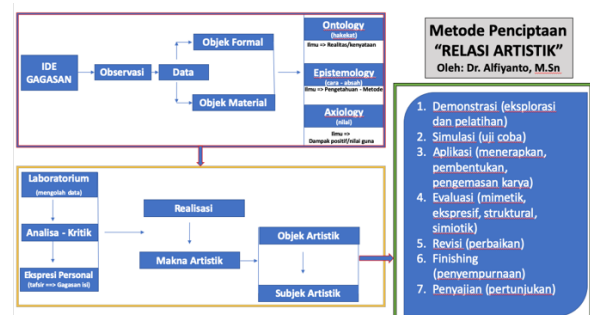 IDE
GAGASAN
Observasi
Data
Objek Formal
Objek Material
Ontology
(hakekat)
Ilmu => Realitas/kenyataan
Epistemology
(cara - absah)
Ilmu => Pengetahuan - Metode
Axiology
(nilai)
Ilmu =>
Dampak positif/nilai guna
Metode Penciptaan
“RELASI ARTISTIK”
Oleh: Dr. Alfiyanto, M.Sn
Laboratorium
(mengolah data)
Analisa - Kritik
Ekspresi Personal
(tafsir ==> Gagasan isi)
Realisasi
Makna Artistik
Objek Artistik
Subjek Artistik
1. Demonstrasi (eksplorasi
dan pelatihan)
2. Simulasi (uji coba)
3. Aplikasi (menerapkan,
pembentukan,
pengemasan karya)
4. Evaluasi (mimetik,
ekspresif, struktural,
simiotik)
5. Revisi (perbaikan)
6. Finishing
(penyempurnaan)
7. Penyajian (pertunjukan)